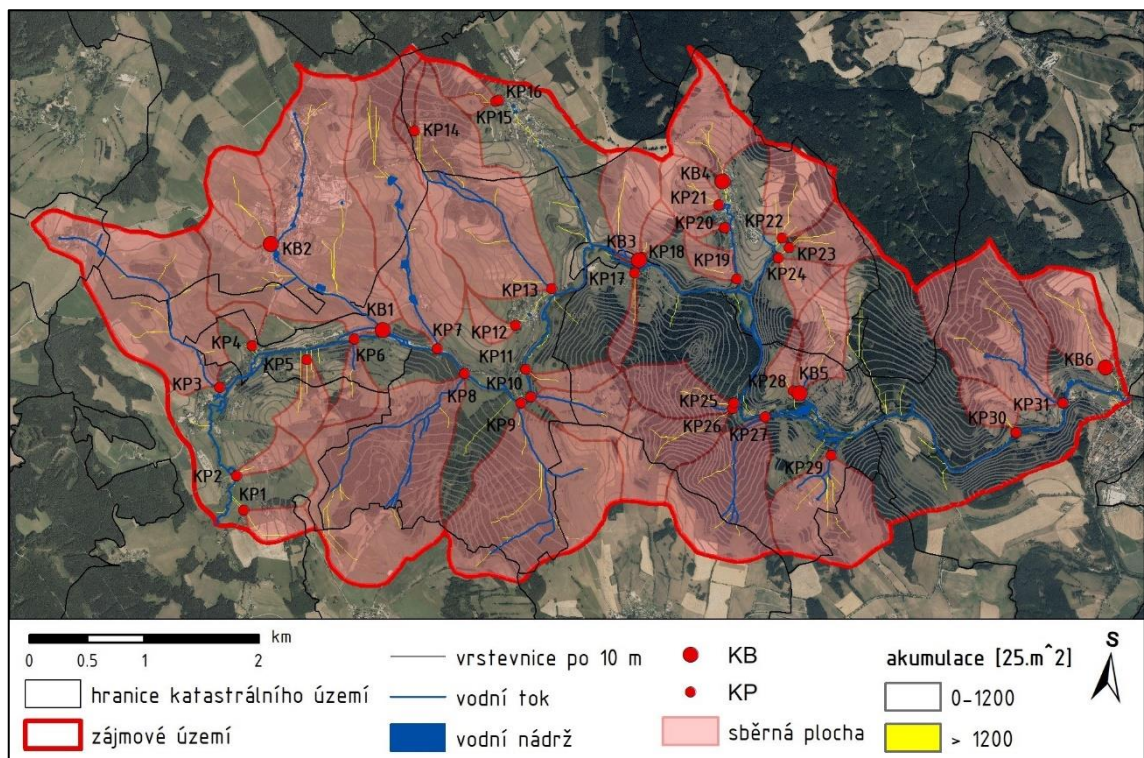 KP16
KP15
KP14
KB4
KP21
KP20
KP22
KB2
KB3
KP18
KP23
KP19
KP24
KP17
KP13
KB1
KP7
KP12
KP4
KP5
KP6
KP11
KB6
KP3
KP8
KP10
KP28
KB5
KP25
KP9
KP26
KP27
KP30
KP31
KP2
KP29
KP1
km
0 0.5 1 2
hranice katastrálního území
zájmové území
vrstevnice po 10 m
vodní tok
vodní nádrž
KB
KP
sběrná plocha
akumulace [25.m^2]
0-1200
> 1200
S